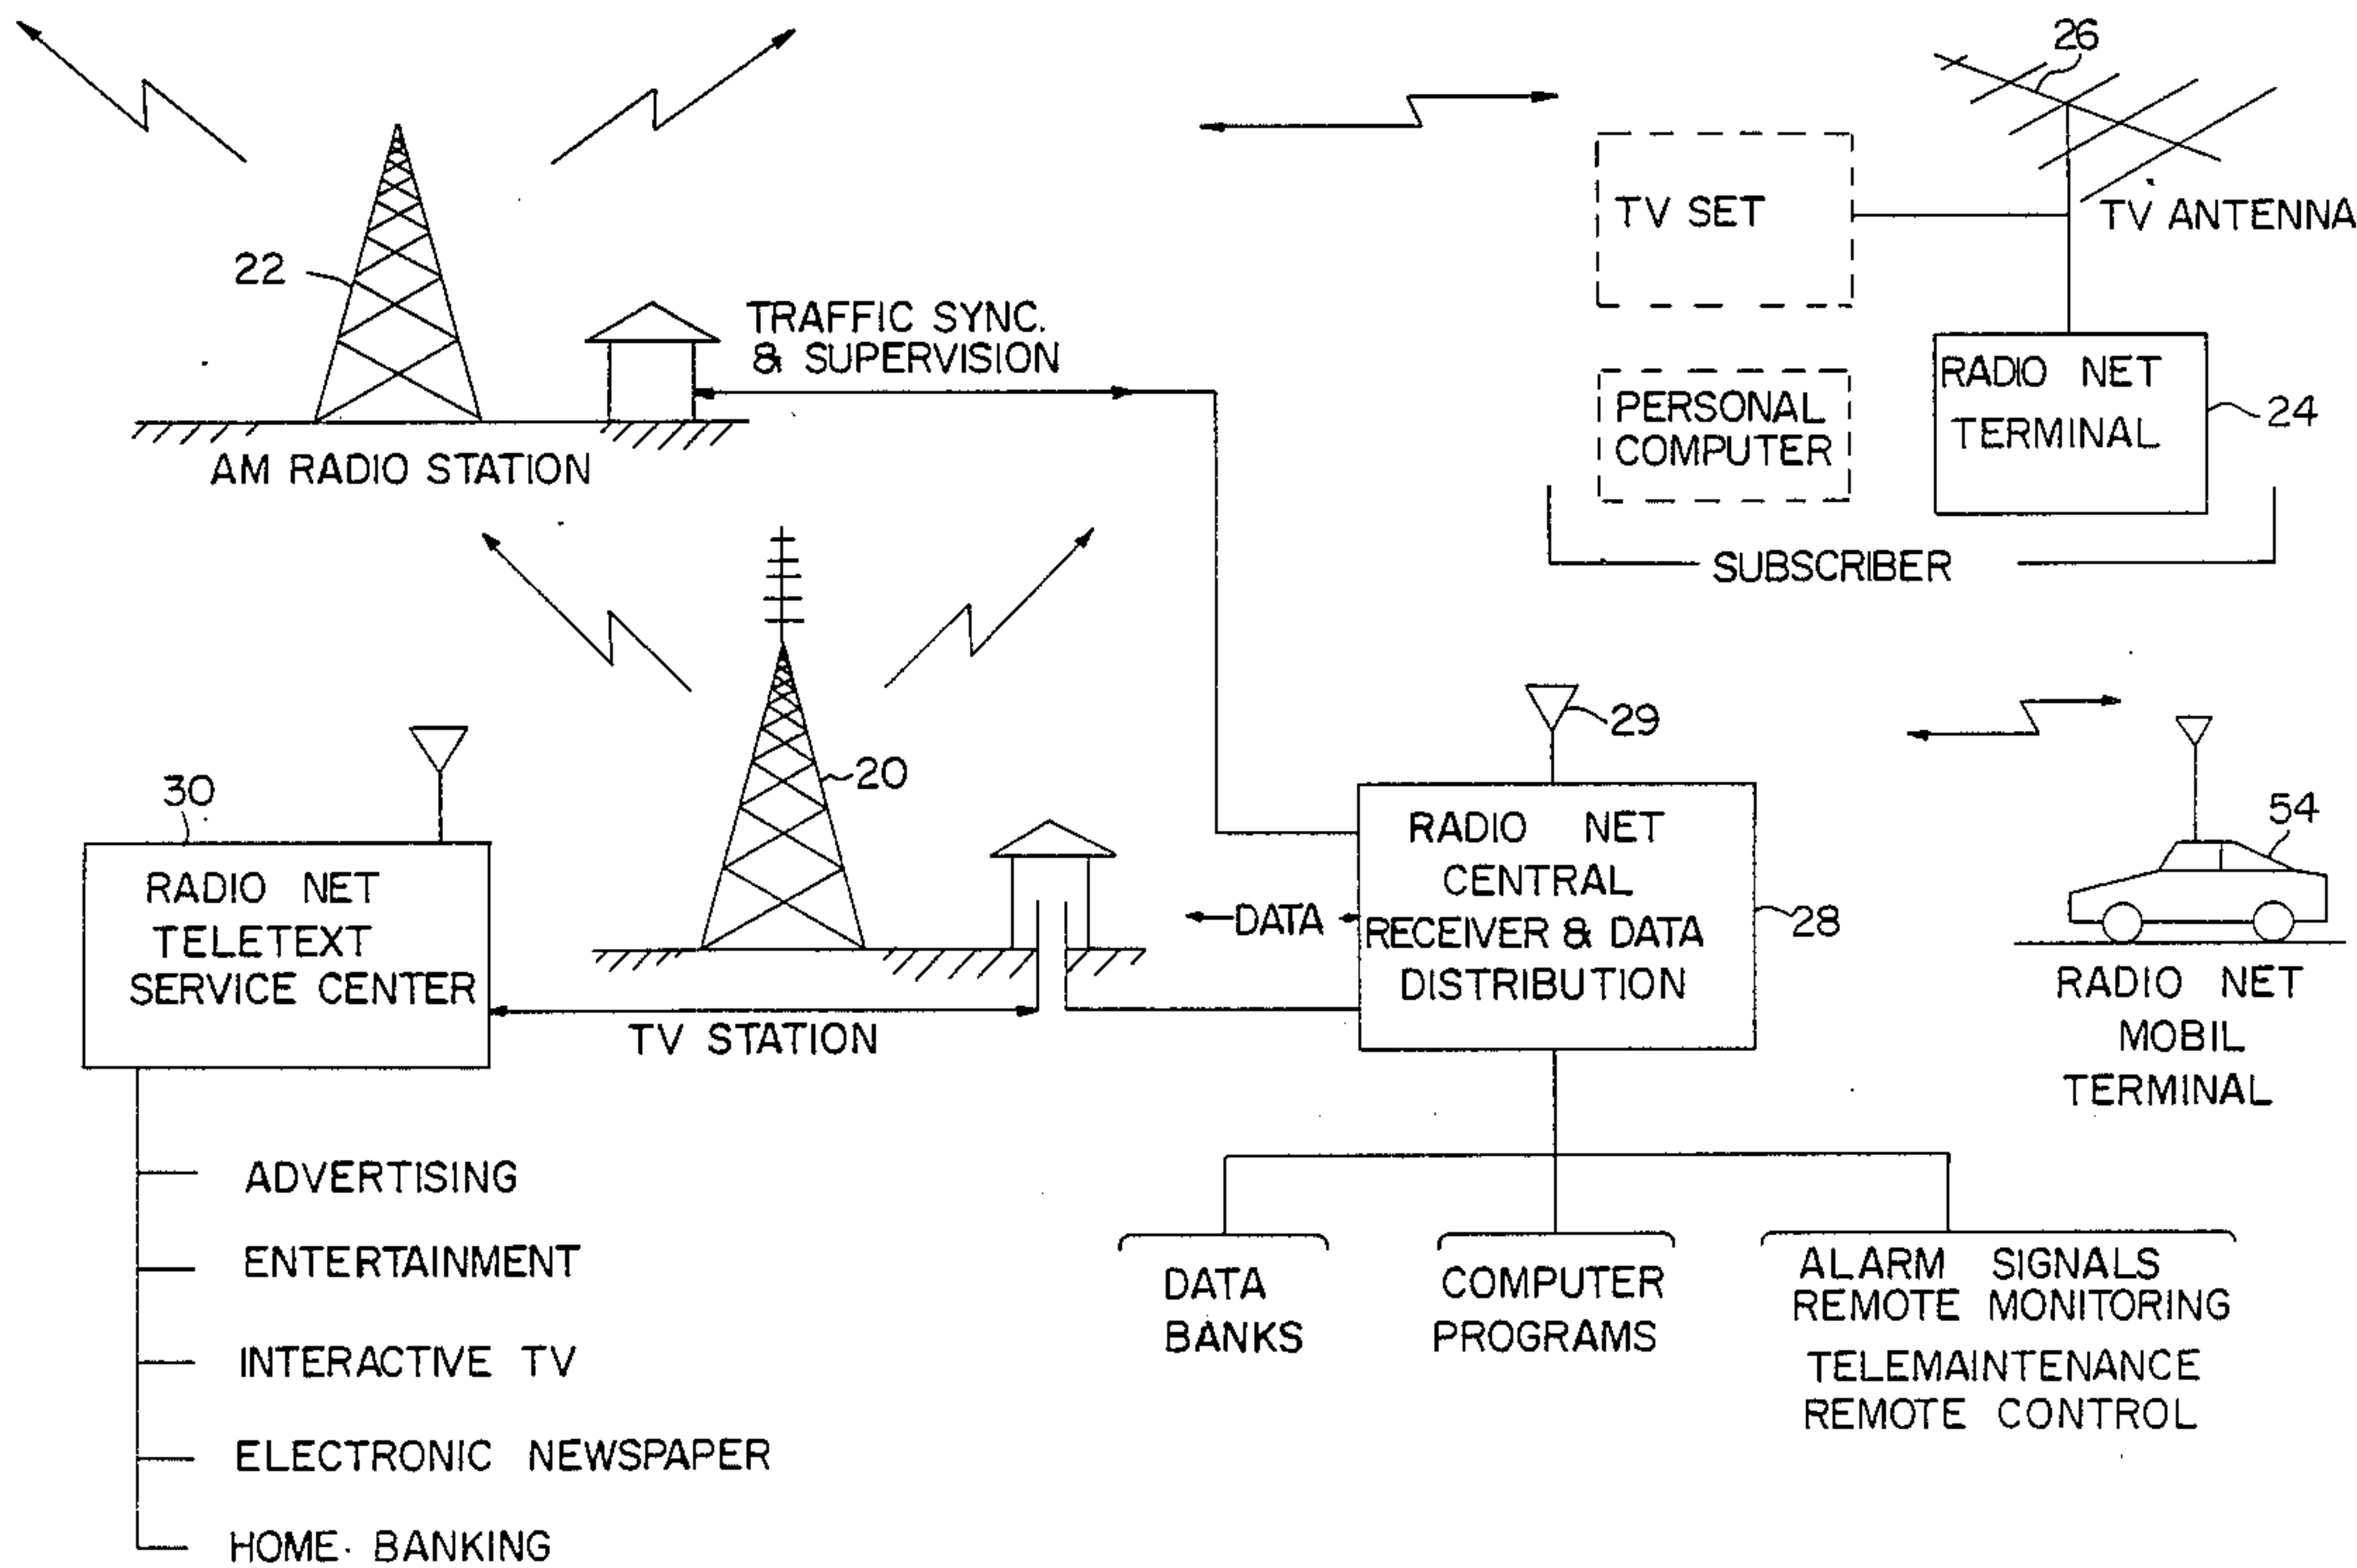 26
TV SET
TV ANTENNA
22
TRAFFIC SYNC.
& SUPERVISION
RADIO NET
TERMINAL
24
PERSONAL
COMPUTER
AM RADIO STATION
SUBSCRIBER
29
20
30
54
RADIO NET
TELETEXT
SERVICE CENTER
RADIO NET
CENTRAL
RECEIVER & DATA
DISTRIBUTION
DATA
28
TV STATION
RADIO NET
MOBIL
TERMINAL
ADVERTISING
ENTERTAINMENT
INTERACTIVE TV
ELECTRONIC NEWSPAPER
HOME BANKING
DATA
BANKS
COMPUTER
PROGRAMS
ALARM SIGNALS
REMOTE MONITORING
TELEMAINTENANCE
REMOTE CONTROL